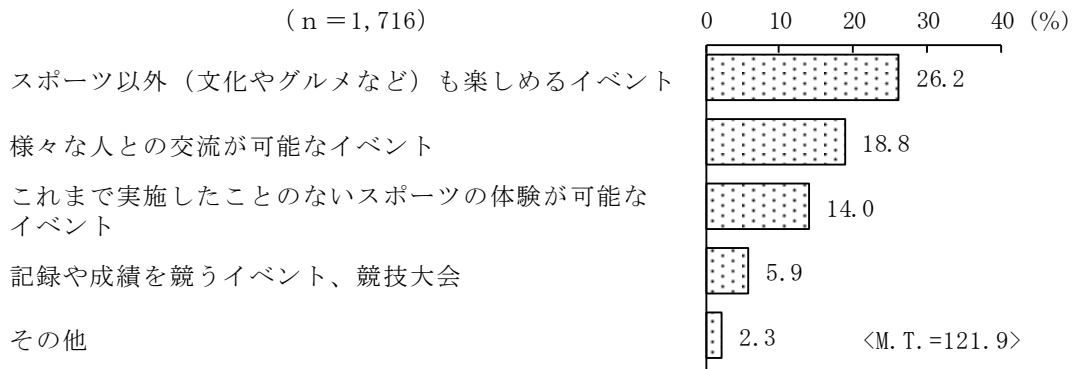 (n=1,716)
0 10 20 30 40 (%)
スポーツ以外（文化やグルメなど）も楽しめるイベント 26.2
様々な人との交流が可能なイベント 18.8
これまで実施したことのないスポーツの体験が可能な
イベント 14.0
記録や成績を競うイベント、競技大会 5.9
その他 2.3 <M.T.=121.9>